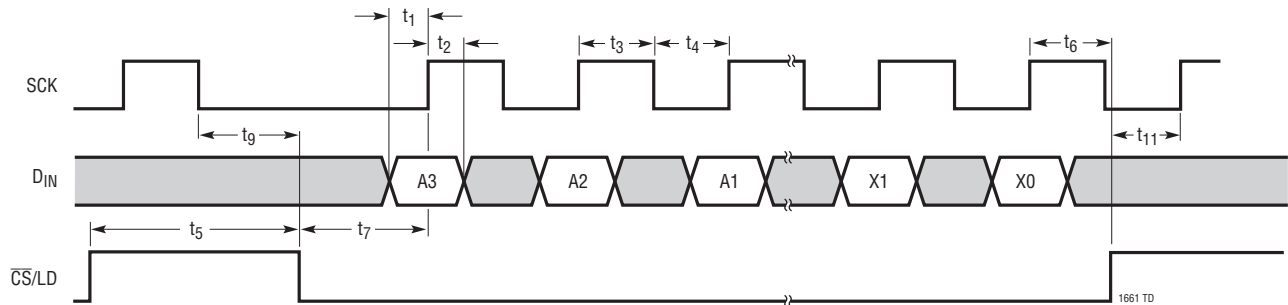 t1
t2
t3
t4
t6
SCK
t9
t11
DIN
A3
A2
A1
X1
X0
t5
t7
CS/LD
1661 TD